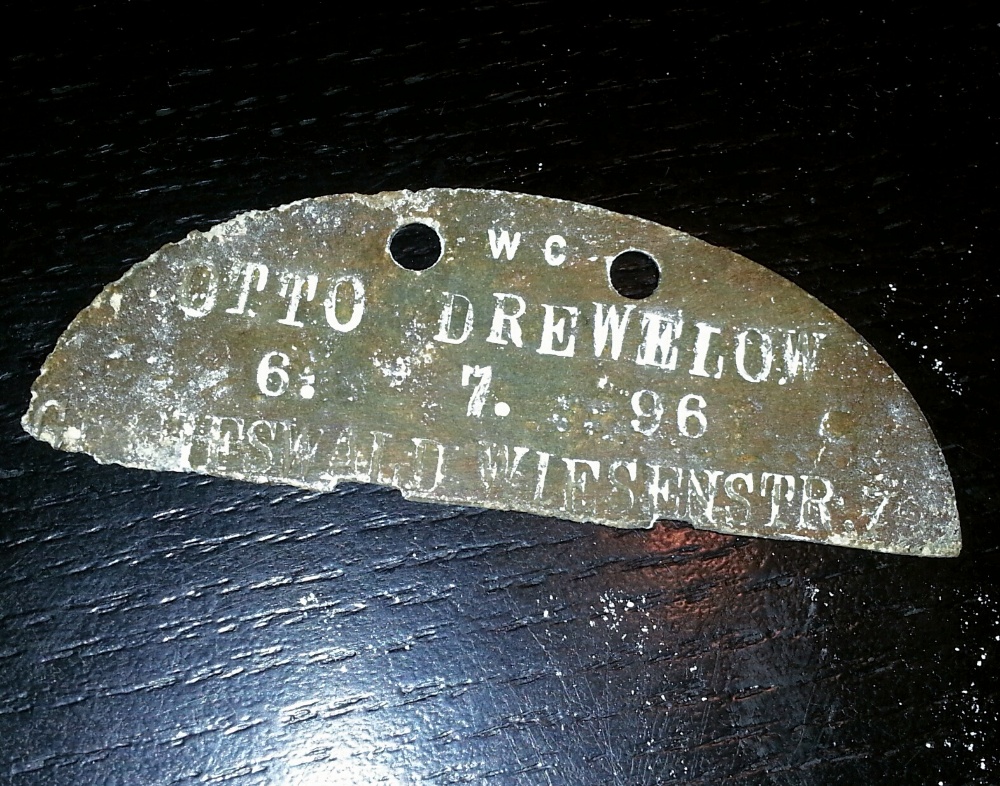 WC
OTTO DREWELOW
6. 7. 96
WIESENSTR. 7